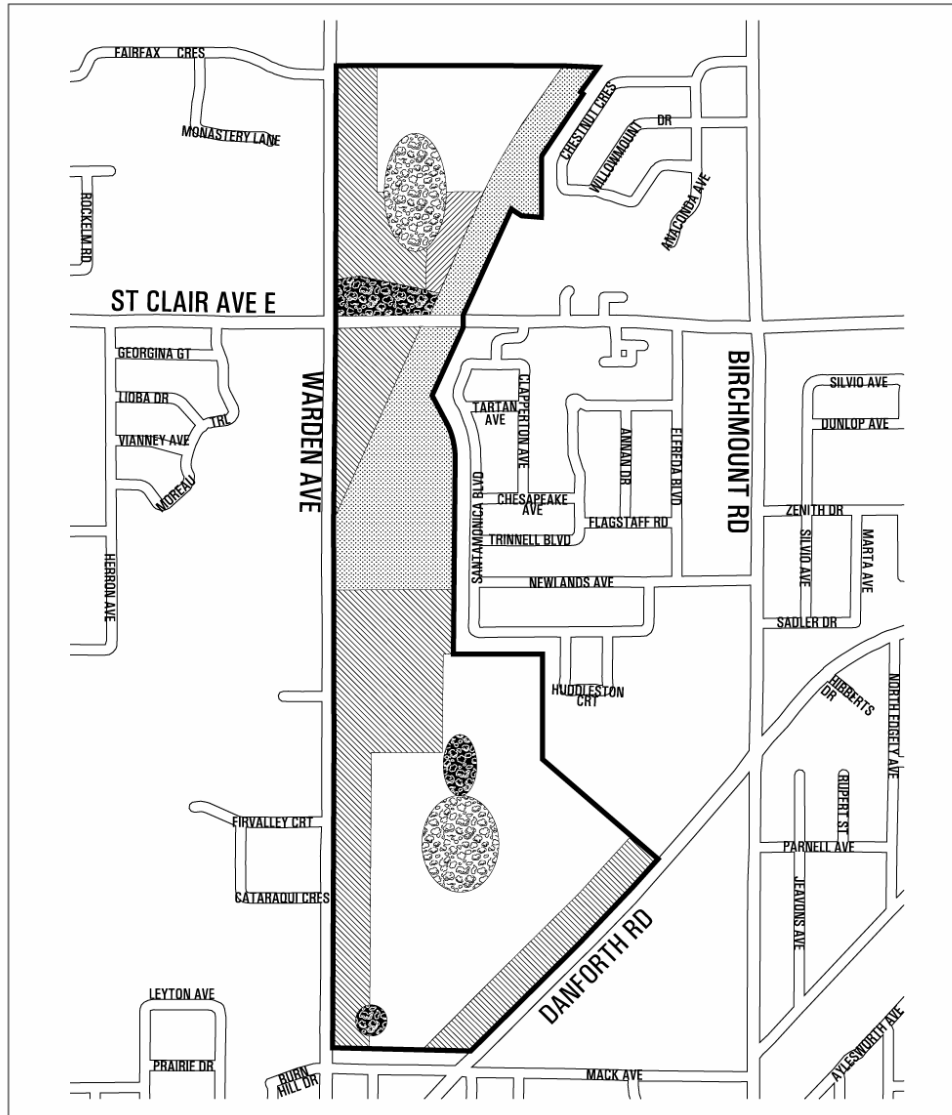 FAIRFAX CRES
MONASTERY LANE
ROCKELM RD
CHESTNUT CRES
WILLOWMOUNT DR
ANACONDA AVE
ST CLAIR AVE E
GEORGINA GT
LIOBA DR
TRL
VIANNEY AVE
MOREAU
HERRON AVE
WARDEN AVE
TARTAN
AVE
CLAPPERTON AVE
SANTAMONICA BLVD
CHESAPEAKE
AVE
TRINNELL BLVD
ANNAN DR
FLAGSTAFF RD
ELFREDA BLVD
NEWLANDS AVE
HUDDLESTON
CRT
BIRCHMOUNT RD
SILVIO AVE
DUNLOP AVE
ZENITH DR
SILVIO AVE
MARTA AVE
SADLER DR
HIBBERTS
DR
NORTH EDGELY AVE
RUPERT ST
PARNELL AVE
JEAVONS AVE
FIRVALLEY CRT
CATARAQUI CRES
DANFORTH RD
LEYTON AVE
PRAIRIE DR
BURN
HILL DR
MACK AVE
AYLESWORTH AVE